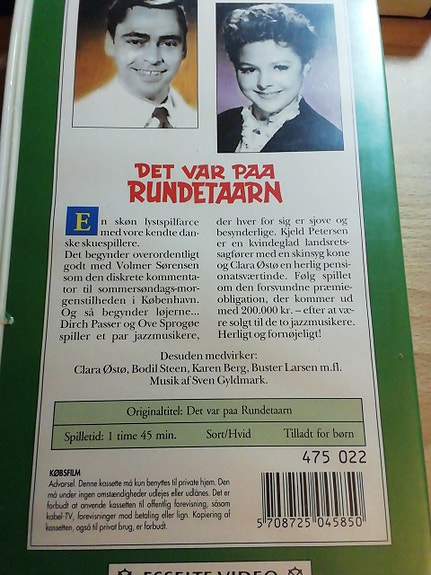 DET VAR PAA
RUNDETAARN
En skøn lystspilfarce
med vore kendte dan-
ske skuespillere.
Det begynder overordentligt
godt med Volmer Sørensen
som den diskrete kommenta-
tor til sommersøndags-mor-
genstilheden i København.
Og så begynder løjerne...
Dirch Passer og Ove Sprogøe
spiller et par jazzmusikere,
der hver for sig er sjove og
besynderlige. Kjeld Petersen
er en kvindeglad landsrets-
sagfører med en skinsyg kone
og Clara Østø en herlig pensi-
onatsværtinde. Følg spillet
om den forsvundne præmie-
obligation, der kommer ud
med 200.000 kr. – efter at væ-
re solgt til de to jazzmusikere.
Herligt og fornøjeligt!
Desuden medvirker:
Clara Østø, Bodil Steen, Karen Berg, Buster Larsen m.fl.
Musik af Sven Gyldmark.
Originaltitel: Det var paa Rundetaarn
Spilletid: 1 time 45 min. Sort/Hvid Tilladt for børn
475 022
KØBSFILM
Advarsel. Denne kassette må kun benyttes til private hjem. Den
må under ingen omstændigheder udlejes eller udlånes. Det er
forbudt at anvende kassetten til offentlig forevisning, såsom
kabel-TV, forevisninger mod betaling eller lign. Kopiering af
kassetten, også til privat brug, er forbudt.
5 708725 045850
ESSELTE VIDEO